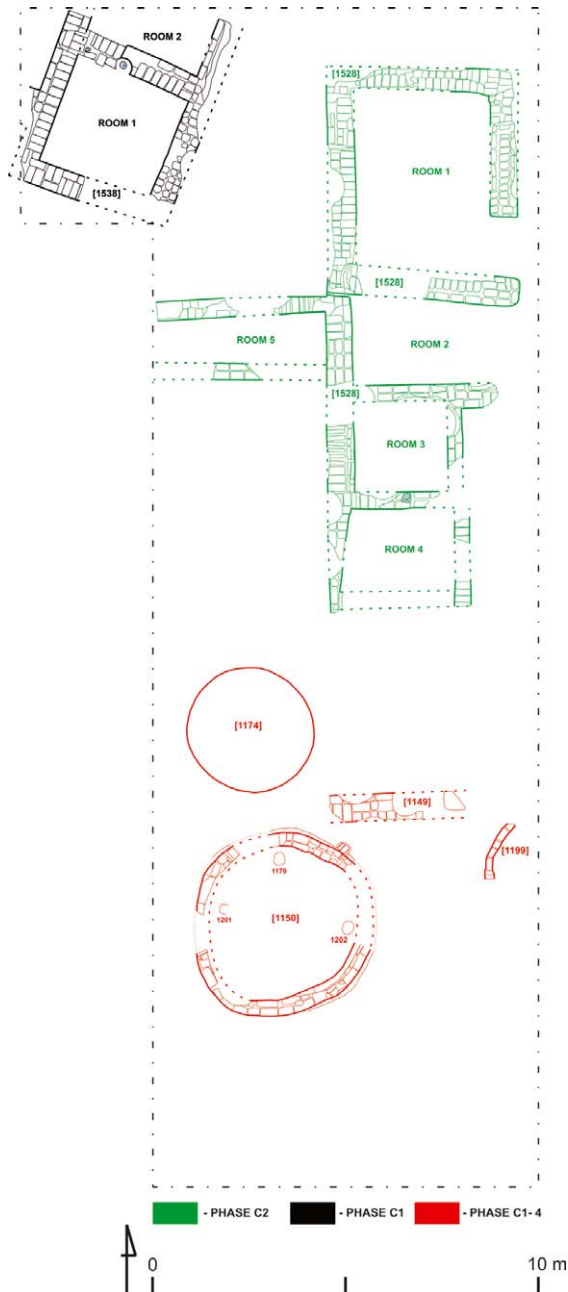 ROOM 2
ROOM 1
[1538]
[1528]
ROOM 1
[1528]
ROOM 5
ROOM 2
[1528]
ROOM 3
ROOM 4
[1174]
[1149]
[1199]
1179
1201
[1150]
1202
- PHASE C2 - PHASE C1 - PHASE C1- 4
0 10 m